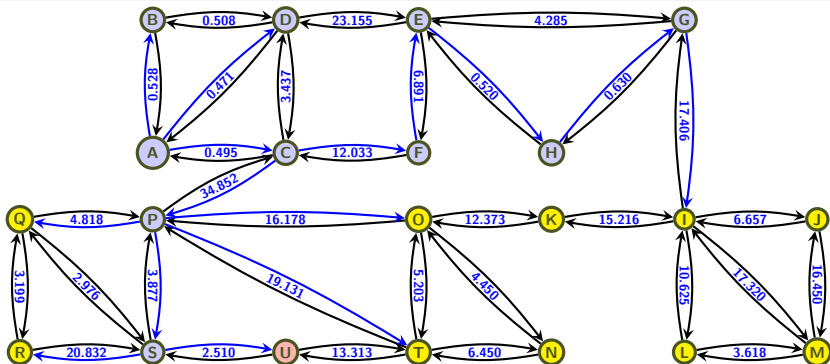 B 0.508 D 23.155 E 4.285 G
0.528 0.471 3.437 6.891 0.520 0.630 17.406
A 0.495 C 12.033 F H
34.852
Q 4.818 P 16.178 O 12.373 K 15.216 I 6.657 J
3.199 2.976 3.877 19.131 5.203 4.450 10.625 17.320 16.450
R 20.832 S 2.510 U 13.313 T 6.450 N L 3.618 M